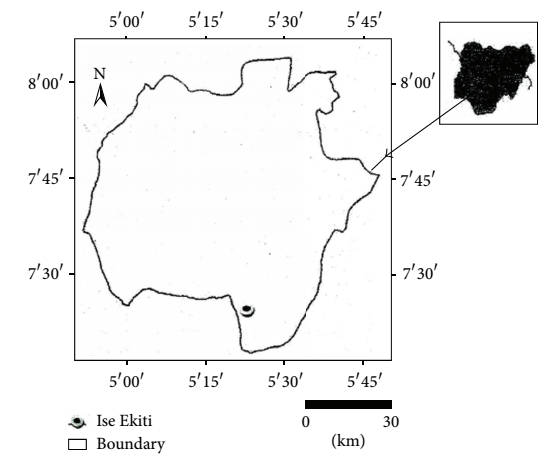 5′00′ 5′15′ 5′30′ 5′45′
N
8′00′ 8′00′
7′45′ 7′45′
7′30′ 7′30′
5′00′ 5′15′ 5′30′ 5′45′
Ise Ekiti
Boundary
0 30
(km)